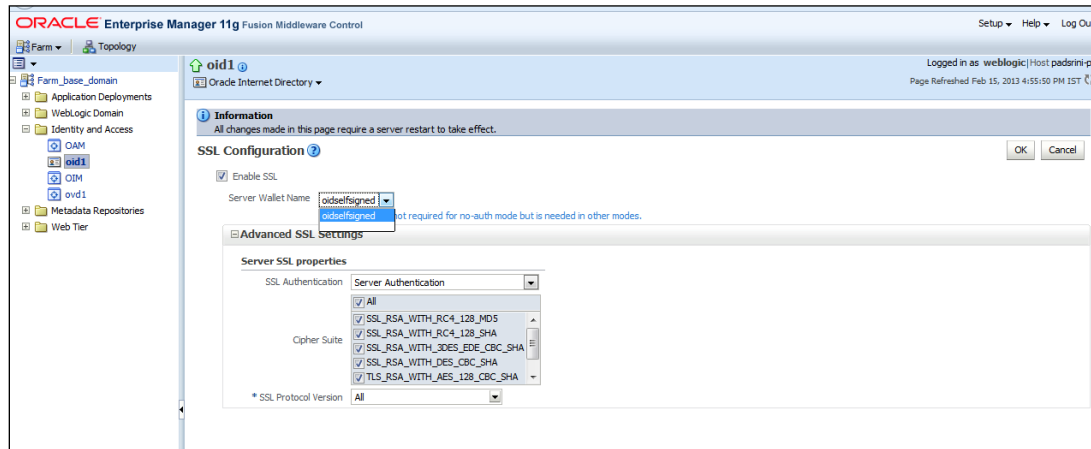 ORACLE Enterprise Manager 11g Fusion Middleware Control
Setup Help Log Ou
Farm Topology
Farm_base_domain
Application Deployments
WebLogic Domain
Identity and Access
OAM
oid1
OIM
ovd1
Metadata Repositories
Web Tier
oid1
Oracle Internet Directory
Logged in as weblogic|Host padsrini-p
Page Refreshed Feb 15, 2013 4:55:50 PM IST
Information
All changes made in this page require a server restart to take effect.
SSL Configuration
OK Cancel
Enable SSL
Server Wallet Name oidselfsigned
oidselfsigned not required for no-auth mode but is needed in other modes.
Advanced SSL Settings
Server SSL properties
SSL Authentication Server Authentication
All
Cipher Suite
SSL_RSA_WITH_RC4_128_MD5
SSL_RSA_WITH_RC4_128_SHA
SSL_RSA_WITH_3DES_EDE_CBC_SHA
SSL_RSA_WITH_DES_CBC_SHA
TLS_RSA_WITH_AES_128_CBC_SHA
* SSL Protocol Version All